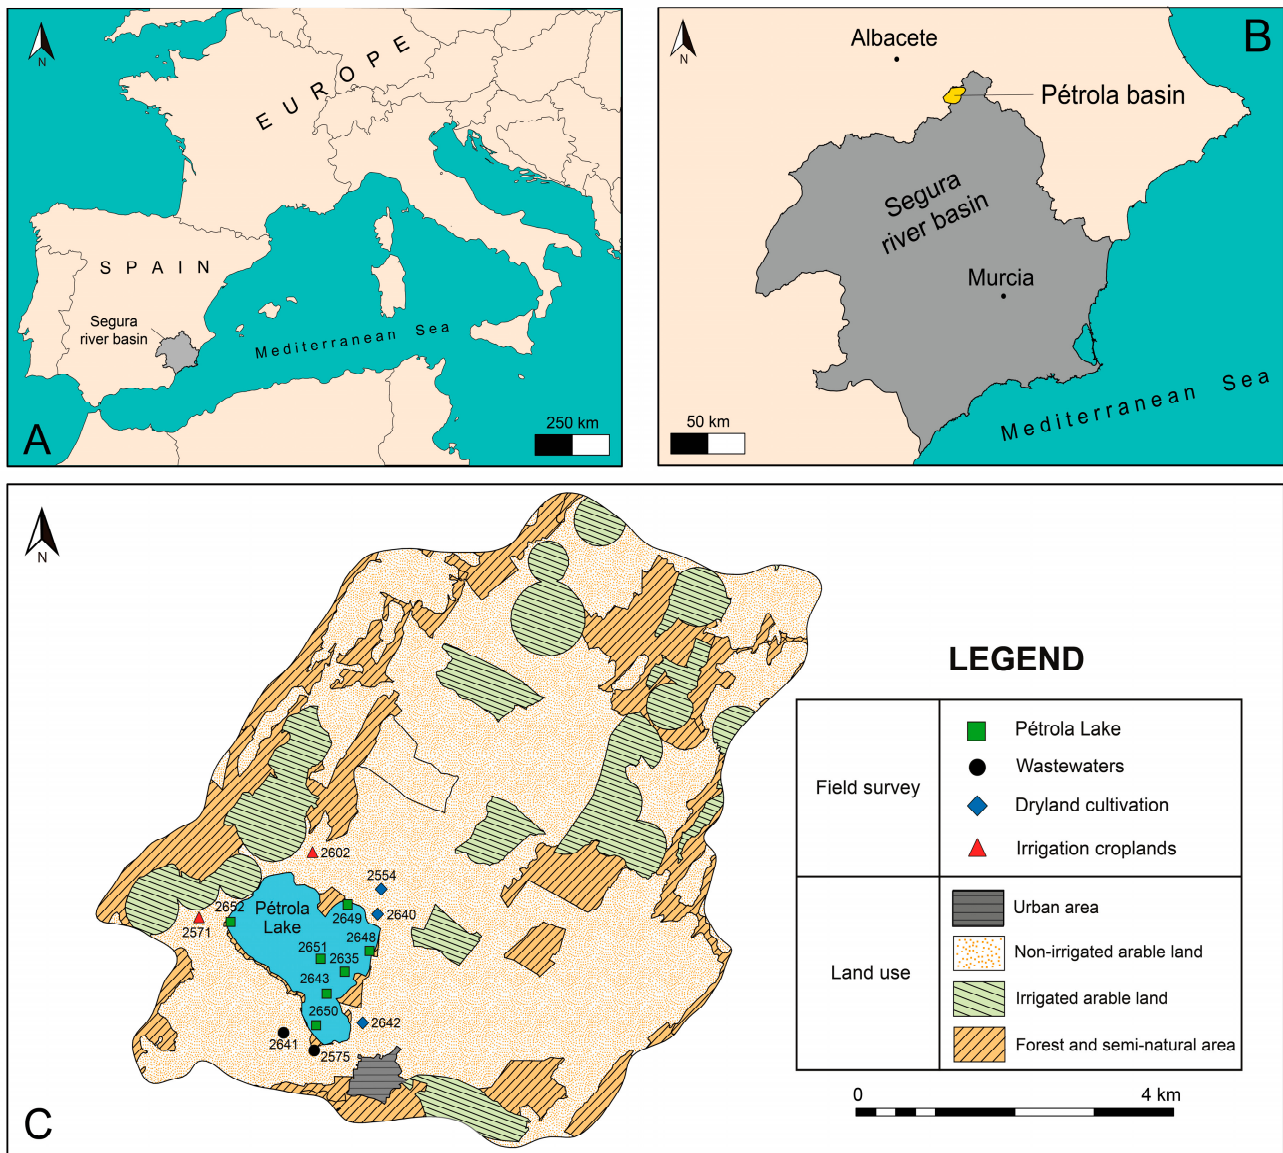 N
EUROPE
SPAIN
Segura
river basin
Mediterranean Sea
A
250 km
N
B
Albacete
Pétrola basin
Segura
river basin
Murcia
Mediterranean Sea
50 km
N
2602
2554
2652
2571
Pétrola
Lake
2649
2640
2648
2651
2635
2643
2650
2642
2641
2575
C
LEGEND
Field survey
Pétrola Lake
Wastewaters
Dryland cultivation
Irrigation croplands
Land use
Urban area
Non-irrigated arable land
Irrigated arable land
Forest and semi-natural area
0 4 km